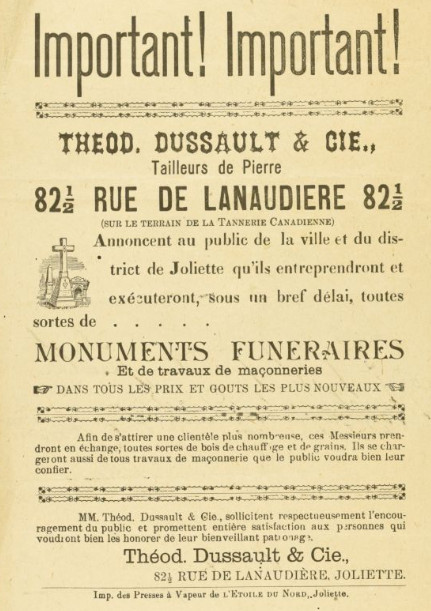 Important! Important!
THEOD. DUSSAULT & CIE.,
Tailleurs de Pierre
82½ RUE DE LANAUDIERE 82½
(SUR LE TERRAIN DE LA TANNERIE CANADIENNE)
Annoncent au public de la ville et du dis-
trict de Joliette qu'ils entreprendront et
exécuteront, sous un bref délai, toutes
sortes de . . . . .
MONUMENTS FUNERAIRES
Et de travaux de maçonneries
☞ DANS TOUS LES PRIX ET GOUTS LES PLUS NOUVEAUX ☜
Afin de s'attirer une clientèle plus nombreuse, ces Messieurs pren-
dront en échange, toutes sortes de bois de chauffage et de grains. Ils se char-
geront aussi de tous travaux de maçonnerie que le public voudra bien leur
confier.
MM. Théod. Dussault & Cie., sollicitent respectueusement l'encou-
ragement du public et promettent entière satisfaction aux personnes qui
voudront bien les honorer de leur bienveillant patronage.
Théod. Dussault & Cie.,
82½ RUE DE LANAUDIÈRE, JOLIETTE.
Imp. des Presses à Vapeur de L'ETOILE DU NORD, Joliette.